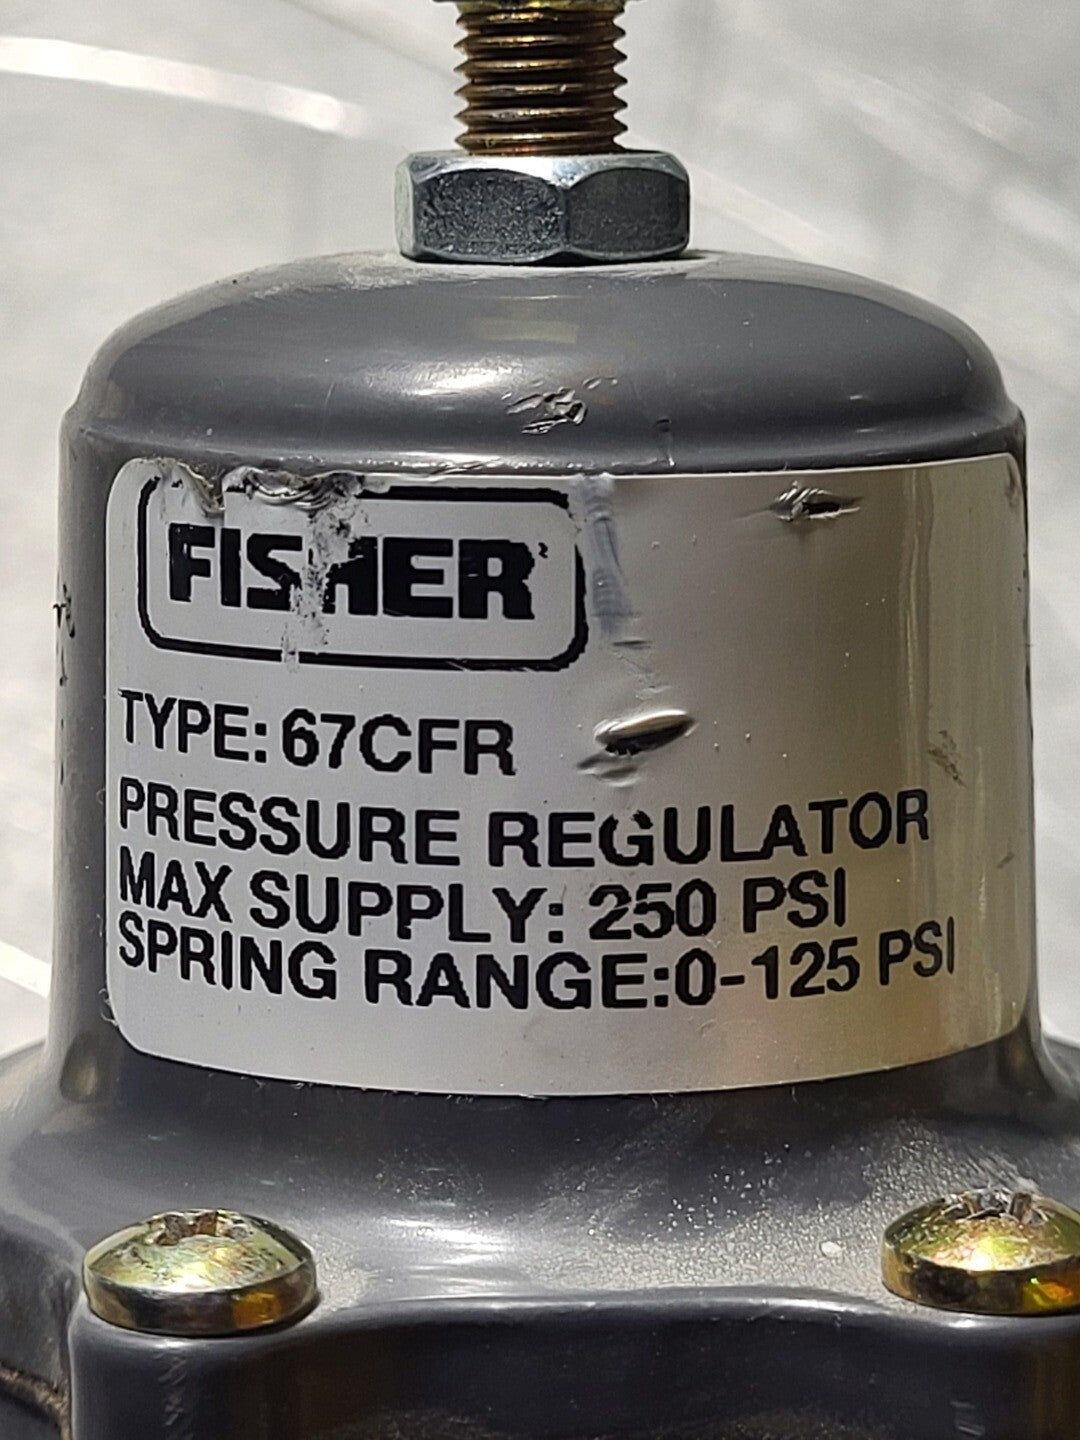 FISHER
TYPE: 67CFR
PRESSURE REGULATOR
MAX SUPPLY: 250 PSI
SPRING RANGE:0-125 PSI